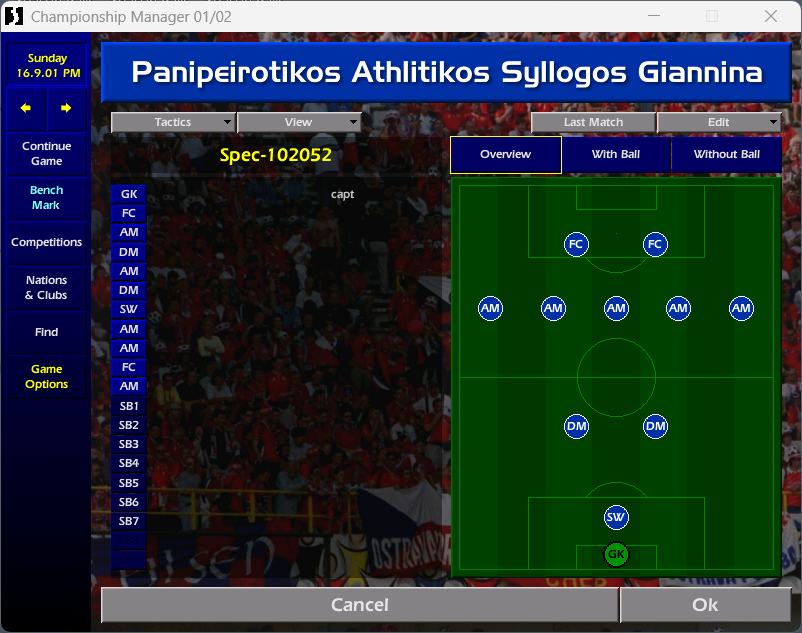 Championship Manager 01/02
Sunday
16.9.01 PM
Panipeirotikos Athlitikos Syllogos Giannina
Continue
Game
Bench
Mark
Competitions
Nations
& Clubs
Find
Game
Options
Tactics
View
Last Match
Edit
Spec-102052
Overview
With Ball
Without Ball
GK capt
FC
AM
DM
AM
DM
SW
AM
AM
FC
AM
SB1
SB2
SB3
SB4
SB5
SB6
SB7
FC FC
AM AM AM AM AM
DM DM
SW
GK
OSTRAVA
CHEB
Cancel
Ok